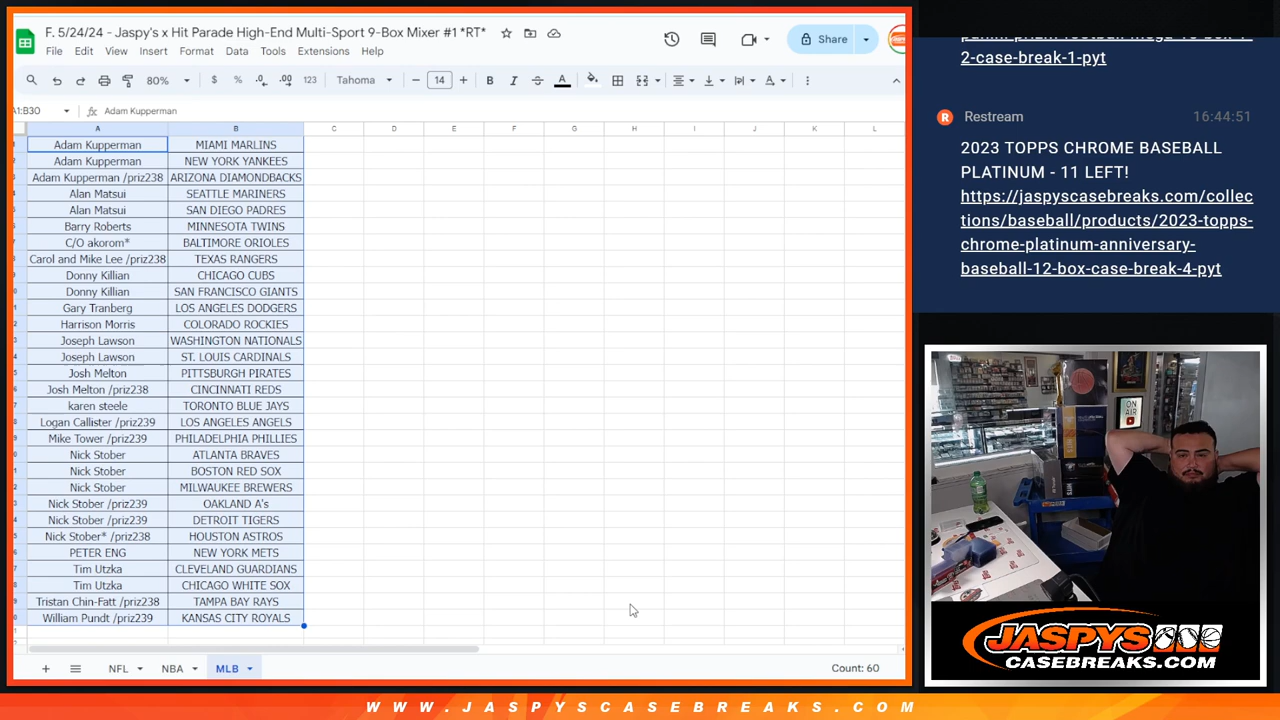 F. 5/24/24 - Jaspy's x Hit Parade High-End Multi-Sport 9-Box Mixer #1 *RT*
File Edit View Insert Format Data Tools Extensions Help
Share
80% $ % .0 .00 123 Tahoma 14 B I A
A1:B30 fx Adam Kupperman
A B C D E F G H I J K L
Adam Kupperman MIAMI MARLINS
Adam Kupperman NEW YORK YANKEES
Adam Kupperman /priz238 ARIZONA DIAMONDBACKS
Alan Matsui SEATTLE MARINERS
Alan Matsui SAN DIEGO PADRES
Barry Roberts MINNESOTA TWINS
C/O akorom* BALTIMORE ORIOLES
Carol and Mike Lee /priz238 TEXAS RANGERS
Donny Killian CHICAGO CUBS
Donny Killian SAN FRANCISCO GIANTS
Gary Tranberg LOS ANGELES DODGERS
Harrison Morris COLORADO ROCKIES
Joseph Lawson WASHINGTON NATIONALS
Joseph Lawson ST. LOUIS CARDINALS
Josh Melton PITTSBURGH PIRATES
Josh Melton /priz238 CINCINNATI REDS
karen steele TORONTO BLUE JAYS
Logan Callister /priz238 LOS ANGELES ANGELS
Mike Tower /priz239 PHILADELPHIA PHILLIES
Nick Stober ATLANTA BRAVES
Nick Stober BOSTON RED SOX
Nick Stober MILWAUKEE BREWERS
Nick Stober /priz239 OAKLAND A's
Nick Stober /priz239 DETROIT TIGERS
Nick Stober* /priz239 HOUSTON ASTROS
PETER ENG NEW YORK METS
Tim Utzka CLEVELAND GUARDIANS
Tim Utzka CHICAGO WHITE SOX
Tristan Chin-Fatt /priz238 TAMPA BAY RAYS
William Pundt /priz239 KANSAS CITY ROYALS
NFL NBA MLB Count: 60
2-case-break-1-pyt
Restream 16:44:51
2023 TOPPS CHROME BASEBALL
PLATINUM - 11 LEFT!
https://jaspyscasebreaks.com/collec
tions/baseball/products/2023-topps-
chrome-platinum-anniversary-
baseball-12-box-case-break-4-pyt
ON
AIR
JASPYS
CASEBREAKS.COM
WWW.JASPYSCASEBREAKS.COM